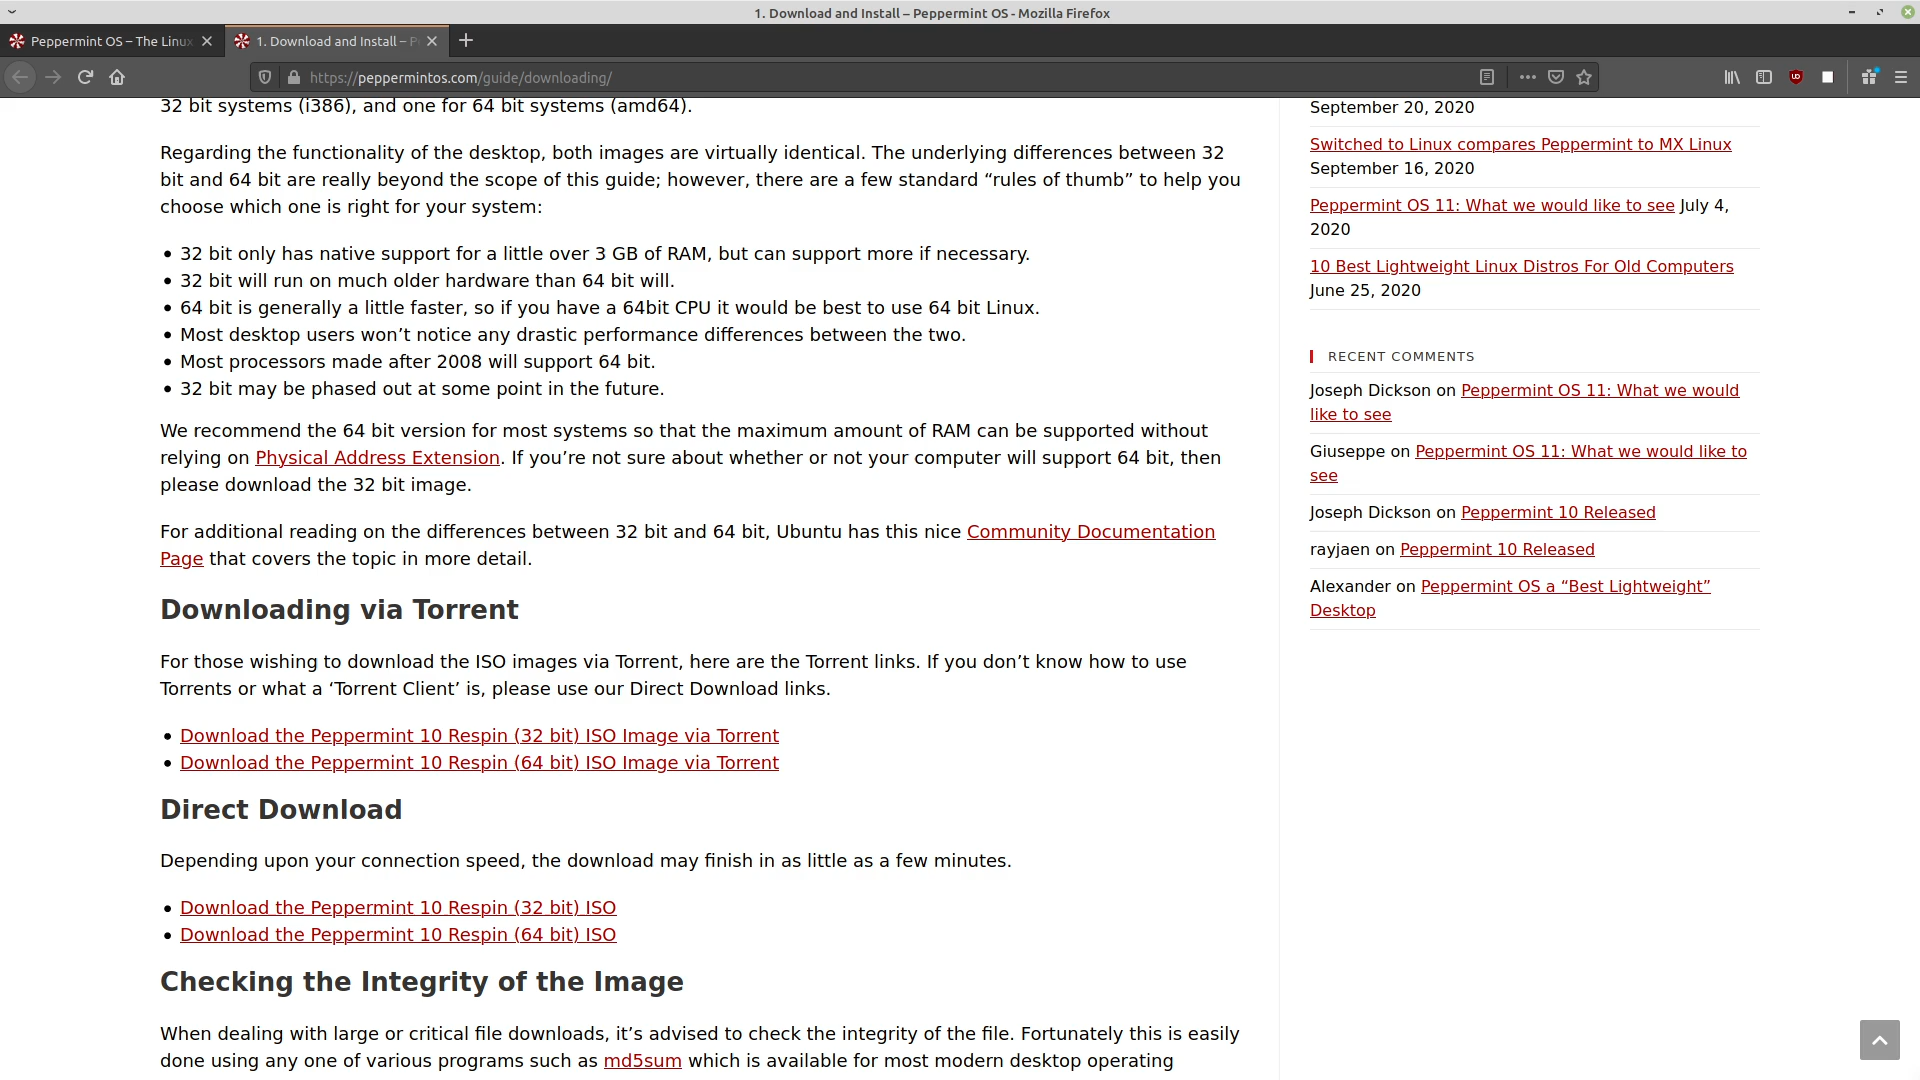 1. Download and Install – Peppermint OS - Mozilla Firefox
Peppermint OS – The Linux
1. Download and Install – P
https://peppermintos.com/guide/downloading/
32 bit systems (i386), and one for 64 bit systems (amd64).
Regarding the functionality of the desktop, both images are virtually identical. The underlying differences between 32
bit and 64 bit are really beyond the scope of this guide; however, there are a few standard “rules of thumb” to help you
choose which one is right for your system:
• 32 bit only has native support for a little over 3 GB of RAM, but can support more if necessary.
• 32 bit will run on much older hardware than 64 bit will.
• 64 bit is generally a little faster, so if you have a 64bit CPU it would be best to use 64 bit Linux.
• Most desktop users won’t notice any drastic performance differences between the two.
• Most processors made after 2008 will support 64 bit.
• 32 bit may be phased out at some point in the future.
We recommend the 64 bit version for most systems so that the maximum amount of RAM can be supported without
relying on Physical Address Extension. If you’re not sure about whether or not your computer will support 64 bit, then
please download the 32 bit image.
For additional reading on the differences between 32 bit and 64 bit, Ubuntu has this nice Community Documentation
Page that covers the topic in more detail.
Downloading via Torrent
For those wishing to download the ISO images via Torrent, here are the Torrent links. If you don’t know how to use
Torrents or what a ‘Torrent Client’ is, please use our Direct Download links.
• Download the Peppermint 10 Respin (32 bit) ISO Image via Torrent
• Download the Peppermint 10 Respin (64 bit) ISO Image via Torrent
Direct Download
Depending upon your connection speed, the download may finish in as little as a few minutes.
• Download the Peppermint 10 Respin (32 bit) ISO
• Download the Peppermint 10 Respin (64 bit) ISO
Checking the Integrity of the Image
When dealing with large or critical file downloads, it’s advised to check the integrity of the file. Fortunately this is easily
done using any one of various programs such as md5sum which is available for most modern desktop operating
September 20, 2020
Switched to Linux compares Peppermint to MX Linux
September 16, 2020
Peppermint OS 11: What we would like to see July 4,
2020
10 Best Lightweight Linux Distros For Old Computers
June 25, 2020
RECENT COMMENTS
Joseph Dickson on Peppermint OS 11: What we would
like to see
Giuseppe on Peppermint OS 11: What we would like to
see
Joseph Dickson on Peppermint 10 Released
rayjaen on Peppermint 10 Released
Alexander on Peppermint OS a “Best Lightweight”
Desktop